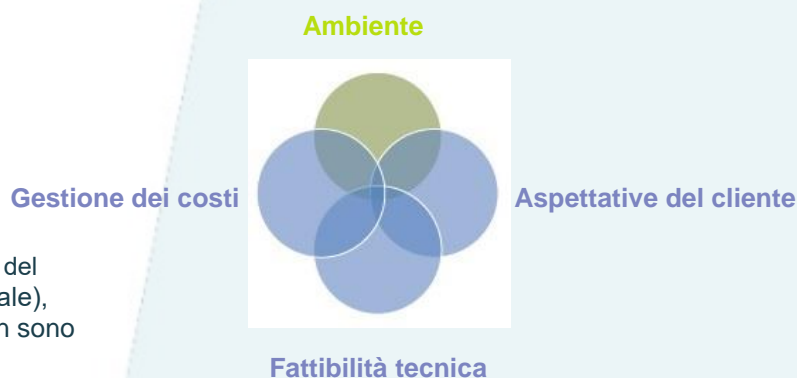 Ambiente
Gestione dei costi
Aspettative del cliente
del
ale),
n sono
Fattibilità tecnica